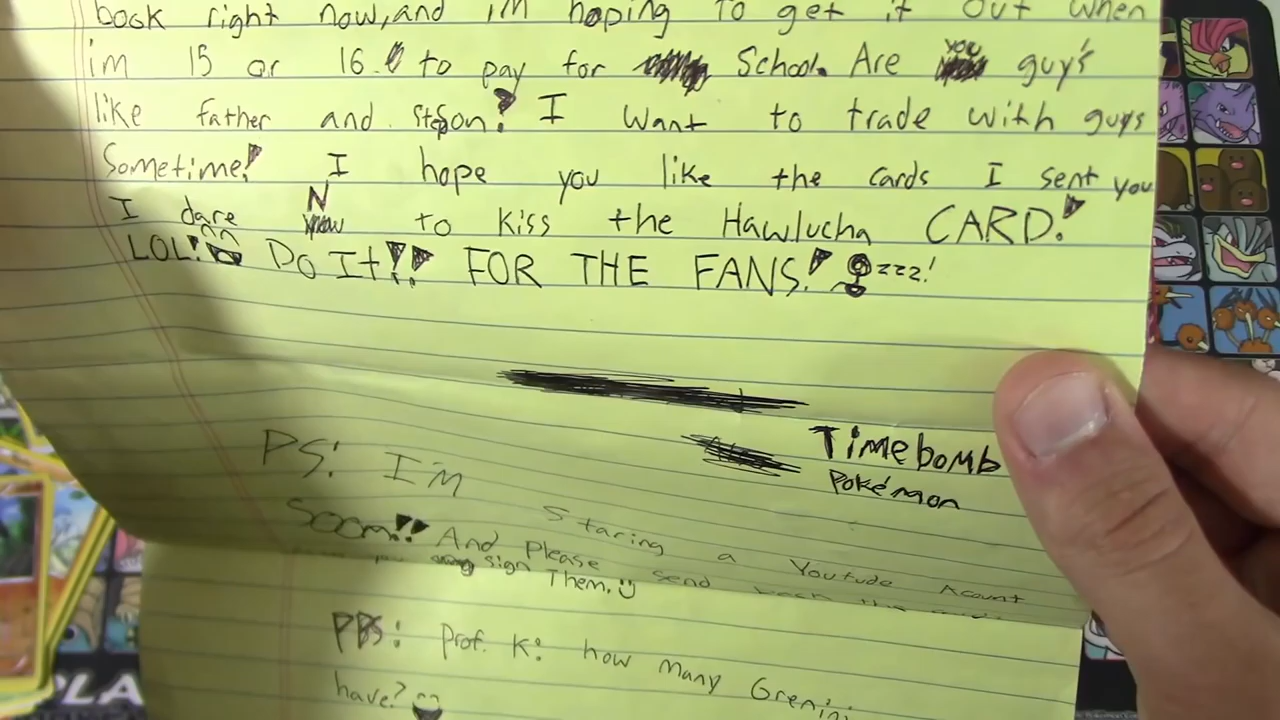 book right now, and im hoping to get it out when
im 15 or 16. to pay for School. Are you guy's
like father and stepson? I want to trade with guys
Sometime! I hope you like the cards I sent you
I dare N to kiss the Hawlucha CARD!
LOL! Do It!! FOR THE FANS! zzz!
Timebomb
Pokémon
PS: I'm Staring a Youtude Acount
Soon!! And Please send
sign Them.
PPS: Prof. K: how many
have?
PLA